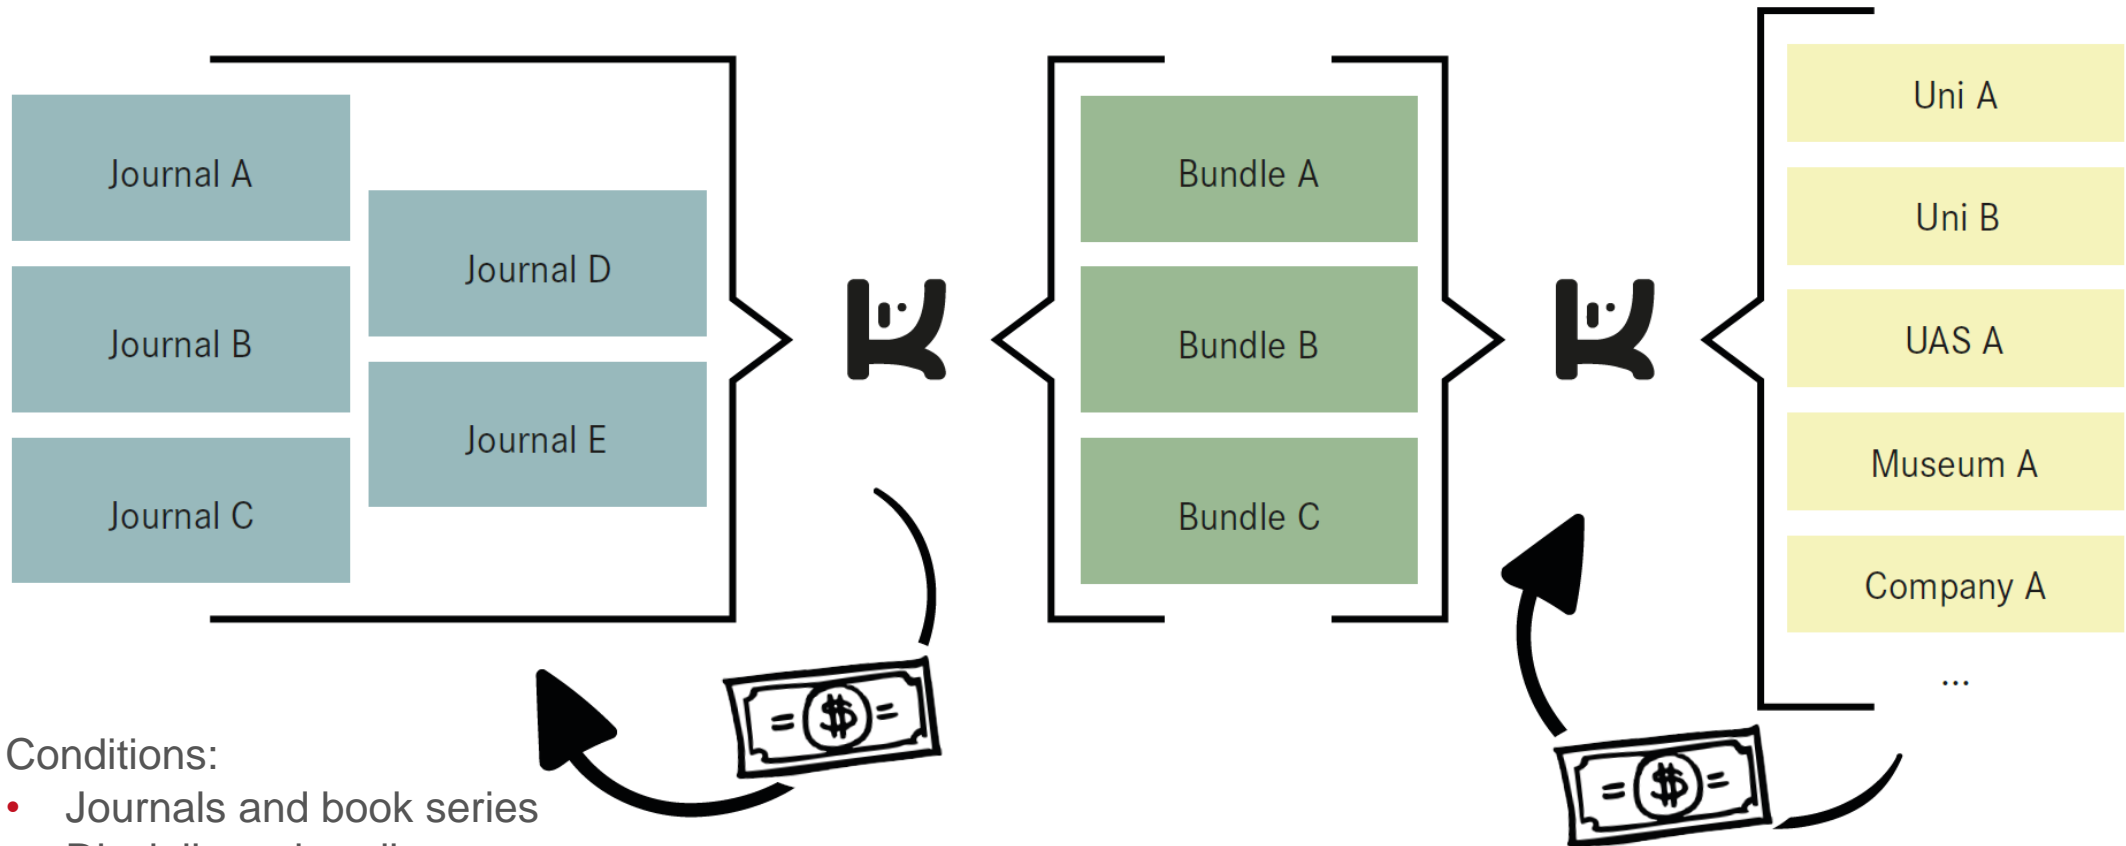 Journal A
Journal B
Journal C
Journal D
Journal E
Bundle A
Bundle B
Bundle C
Uni A
Uni B
UAS A
Museum A
Company A
...
= $ =
= $ =
Conditions:
• Journals and book series